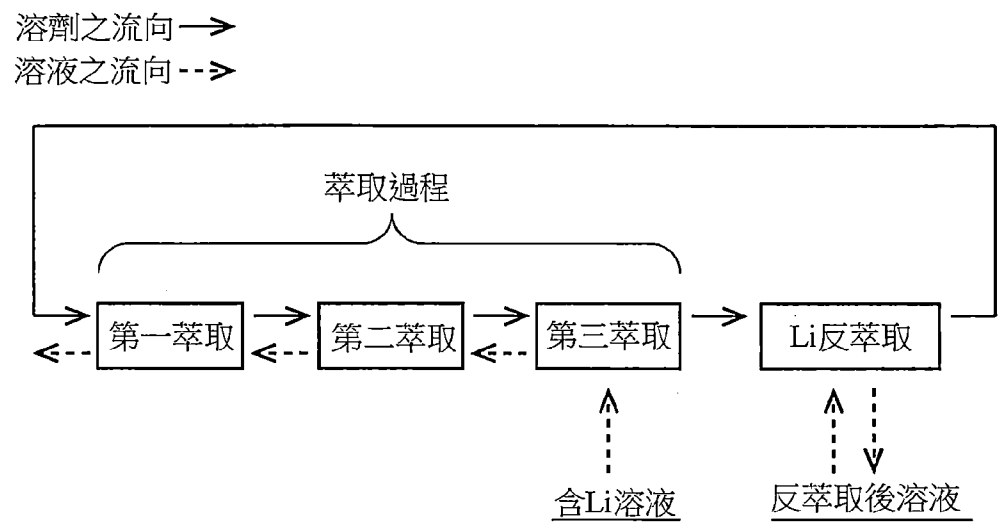 溶劑之流向
溶液之流向
萃取過程
第一萃取
第二萃取
第三萃取
Li反萃取
含Li溶液
反萃取後溶液